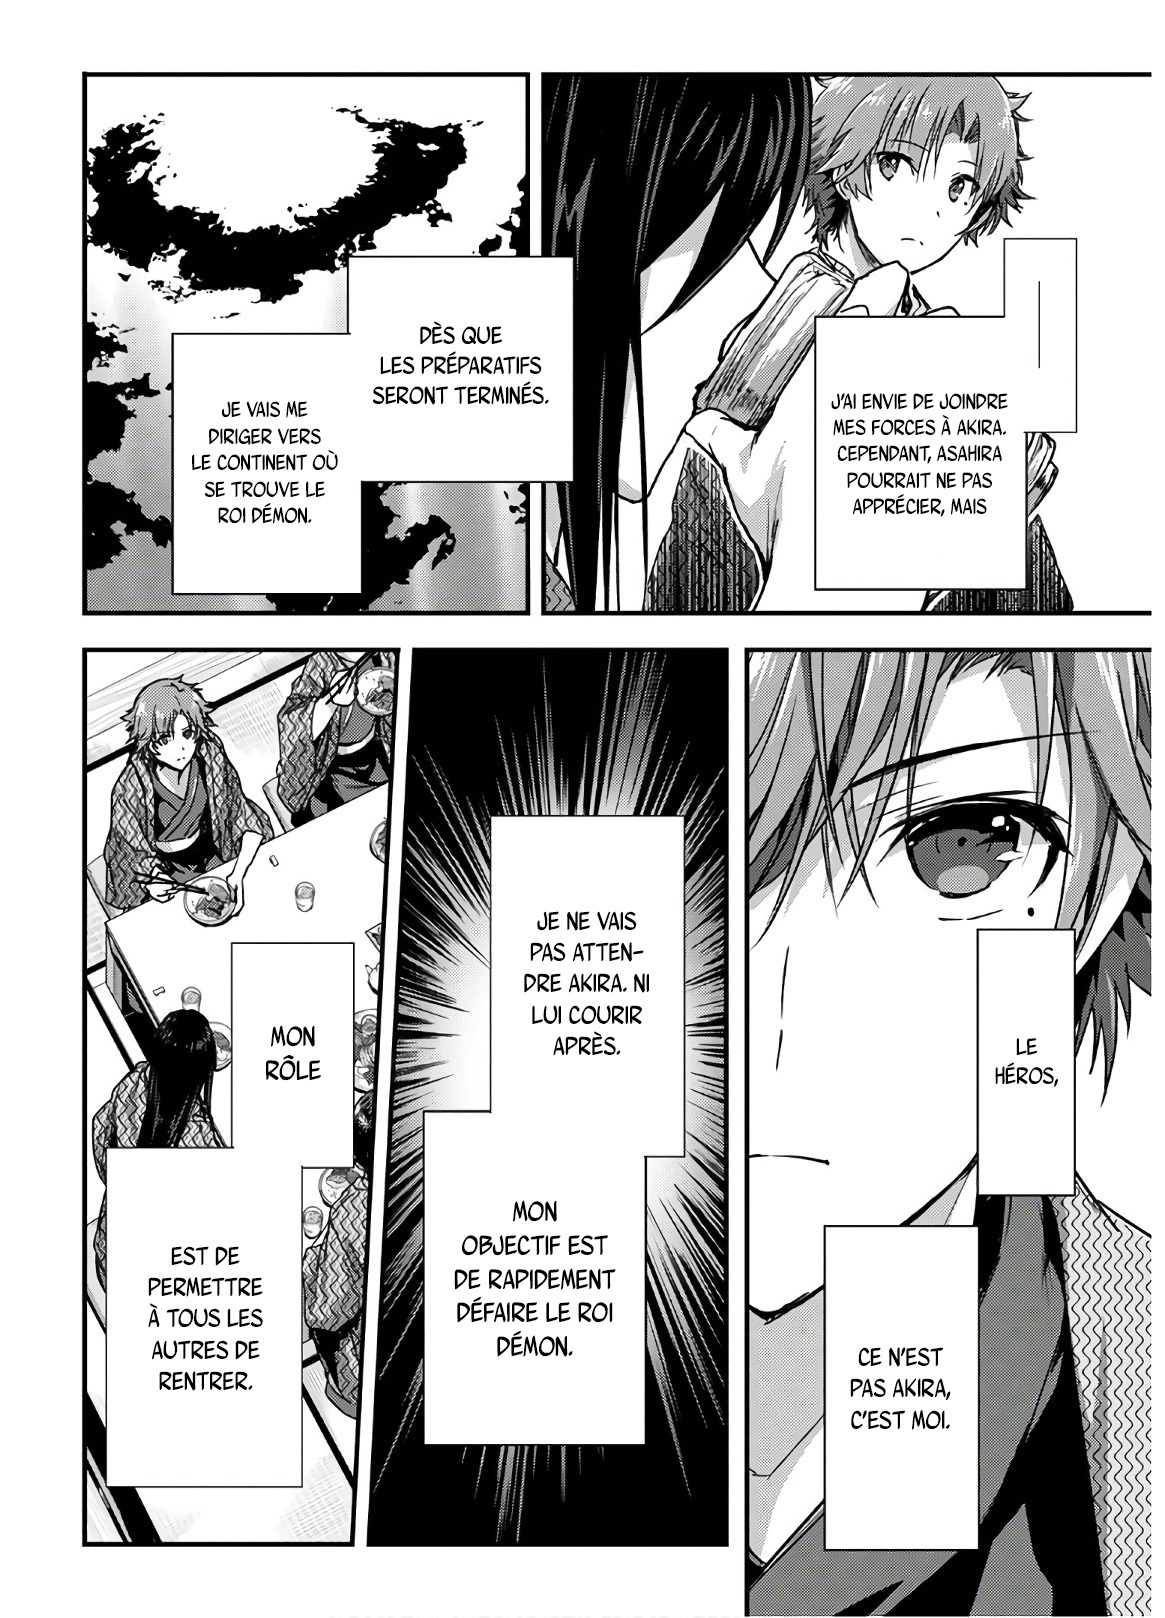 —
J'AI ENVIE DE JOINDRE
MES FORCES À AKIRA.
CEPENDANT, ASAHIRA
POURRAIT NE PAS
APPRÉCIER, MAIS
DÈS QUE
LES PRÉPARATIFS
SERONT TERMINÉS.
JE VAIS ME
DIRIGER VERS
LE CONTINENT OÙ
SE TROUVE LE
ROI DÉMON.
LE
HÉROS,
CE N'EST
PAS AKIRA,
C'EST MOI.
JE NE VAIS
PAS ATTEN-
DRE AKIRA. NI
LUI COURIR
APRÈS.
MON
OBJECTIF EST
DE RAPIDEMENT
DÉFAIRE LE ROI
DÉMON.
MON
RÔLE
EST DE
PERMETTRE
À TOUS LES
AUTRES DE
RENTRER.